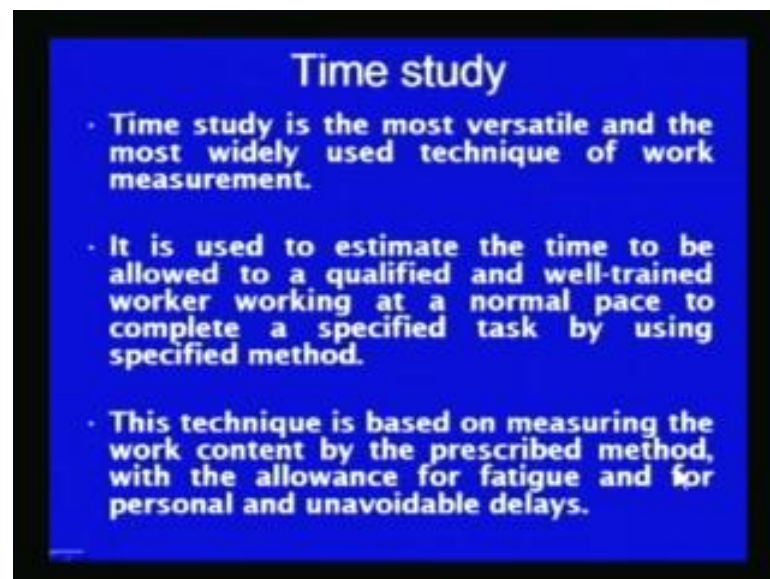 Time study
· Time study is the most versatile and the
most widely used technique of work
measurement.
· It is used to estimate the time to be
allowed to a qualified and well-trained
worker working at a normal pace to
complete a specified task by using
specified method.
· This technique is based on measuring the
work content by the prescribed method,
with the allowance for fatigue and for
personal and unavoidable delays.